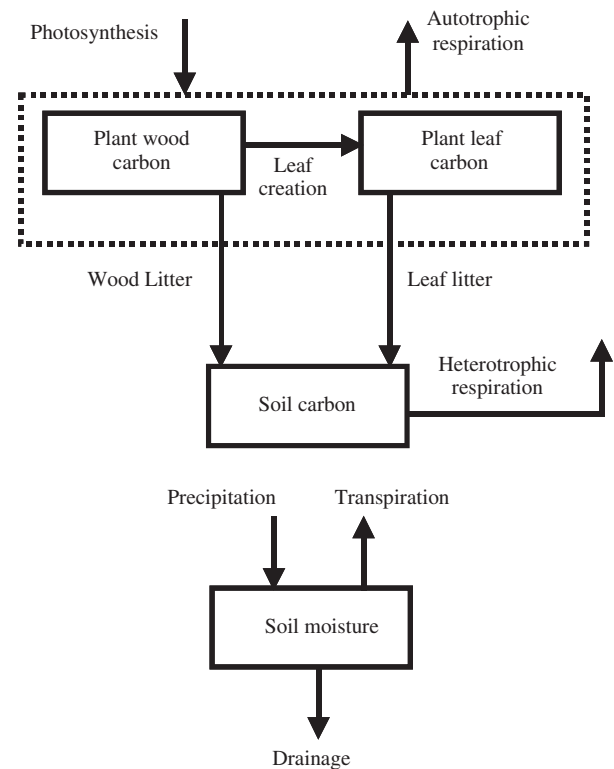 Photosynthesis
Autotrophic
respiration
Plant wood
carbon
Leaf
creation
Plant leaf
carbon
Wood Litter
Leaf litter
Soil carbon
Heterotrophic
respiration
Precipitation
Transpiration
Soil moisture
Drainage